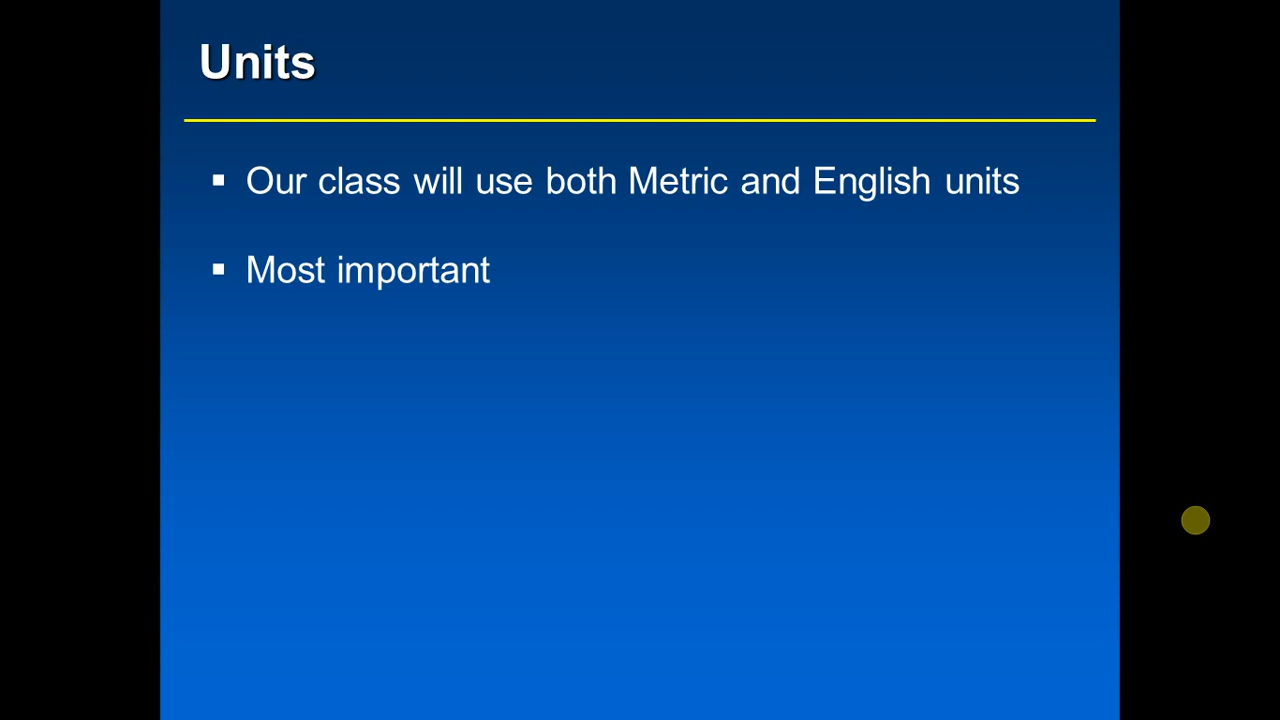 Units
▪ Our class will use both Metric and English units
▪ Most important